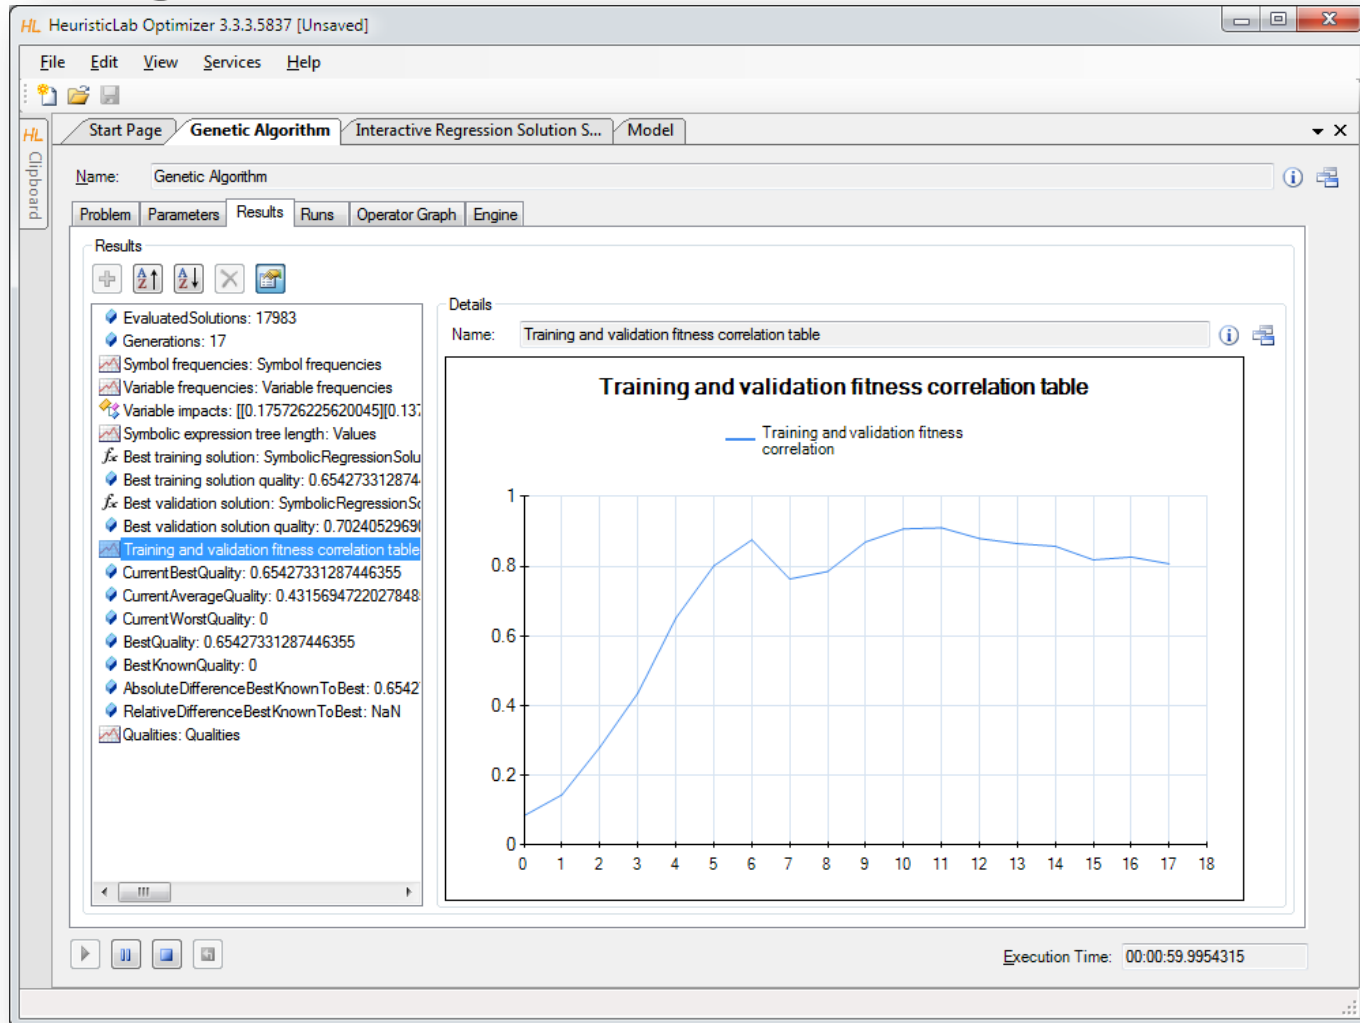 HL HeuristicLab Optimizer 3.3.3.5837 [Unsaved]
File Edit View Services Help
HL Clipboard
Start Page Genetic Algorithm Interactive Regression Solution S... Model
Name: Genetic Algorithm
Problem Parameters Results Runs Operator Graph Engine
Results
EvaluatedSolutions: 17983
Generations: 17
Symbol frequencies: Symbol frequencies
Variable frequencies: Variable frequencies
Variable impacts: [[0.175726225620045][0.137
Symbolic expression tree length: Values
Best training solution: SymbolicRegressionSolu
Best training solution quality: 0.6542733128744
Best validation solution: SymbolicRegressionSo
Best validation solution quality: 0.7024052969
Training and validation fitness correlation table
CurrentBestQuality: 0.65427331287446355
CurrentAverageQuality: 0.431569472202784
CurrentWorstQuality: 0
BestQuality: 0.65427331287446355
BestKnownQuality: 0
AbsoluteDifferenceBestKnownToBest: 0.6542
RelativeDifferenceBestKnownToBest: NaN
Qualities: Qualities
Details
Name: Training and validation fitness correlation table
Training and validation fitness correlation table
Training and validation fitness
correlation
1
0.8
0.6
0.4
0.2
0
0 1 2 3 4 5 6 7 8 9 10 11 12 13 14 15 16 17 18
Execution Time: 00:00:59.9954315